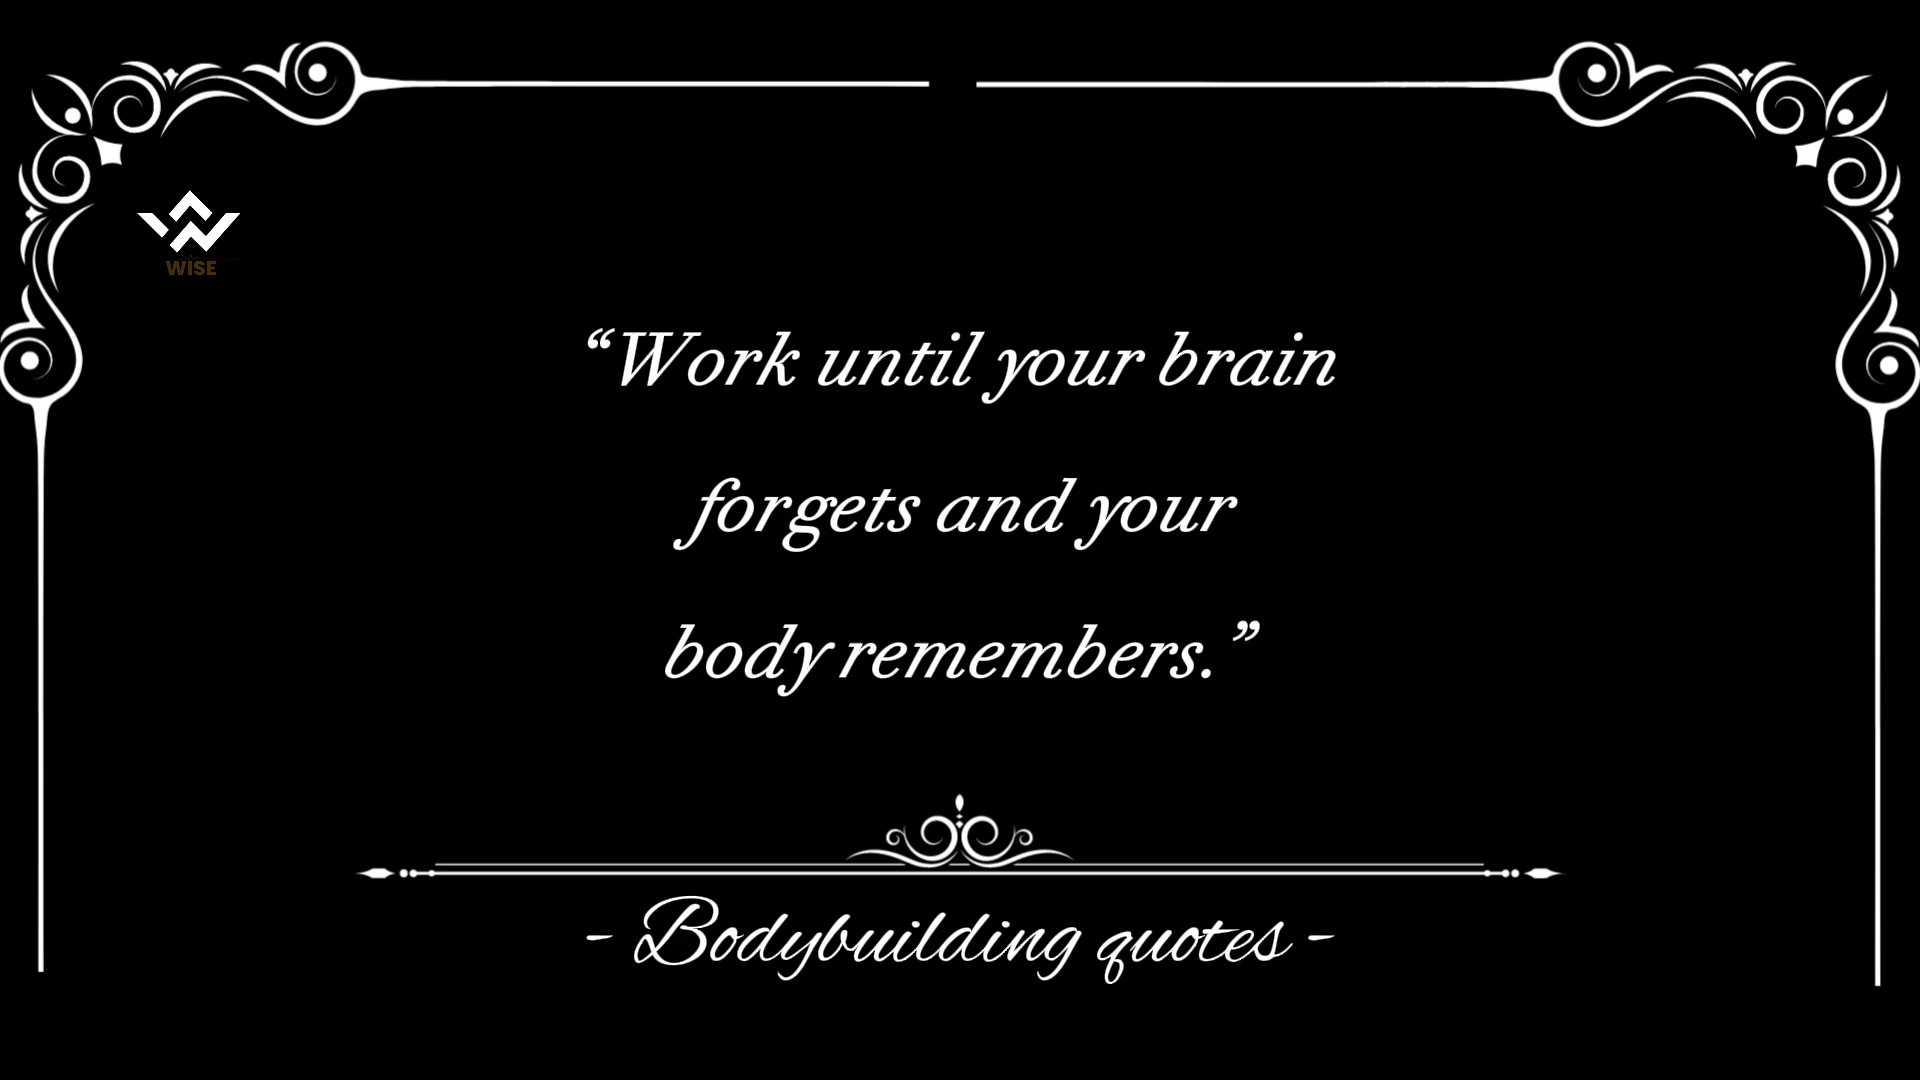 WISE
“Work until your brain
forgets and your
body remembers.”
- Bodybuilding quotes -